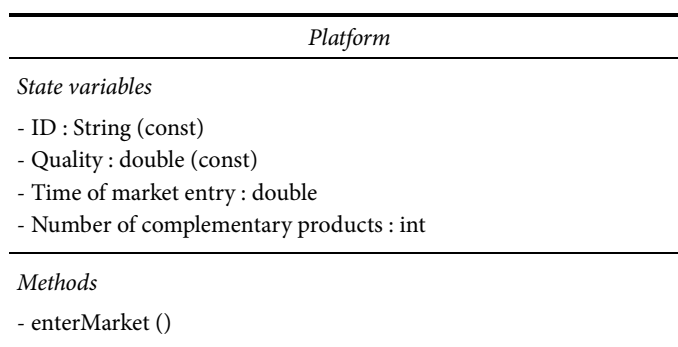 Platform
State variables
- ID : String (const)
- Quality : double (const)
- Time of market entry : double
- Number of complementary products : int
Methods
- enterMarket ()